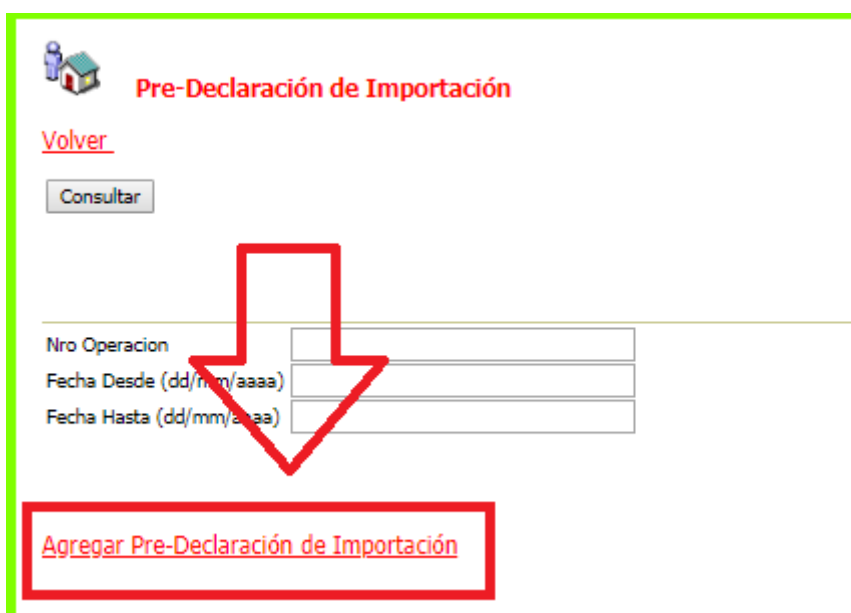 Pre-Declaración de Importación
Volver
Consultar
Nro Operacion
Fecha Desde (dd/mm/aaaa)
Fecha Hasta (dd/mm/aaaa)
Agregar Pre-Declaración de Importación